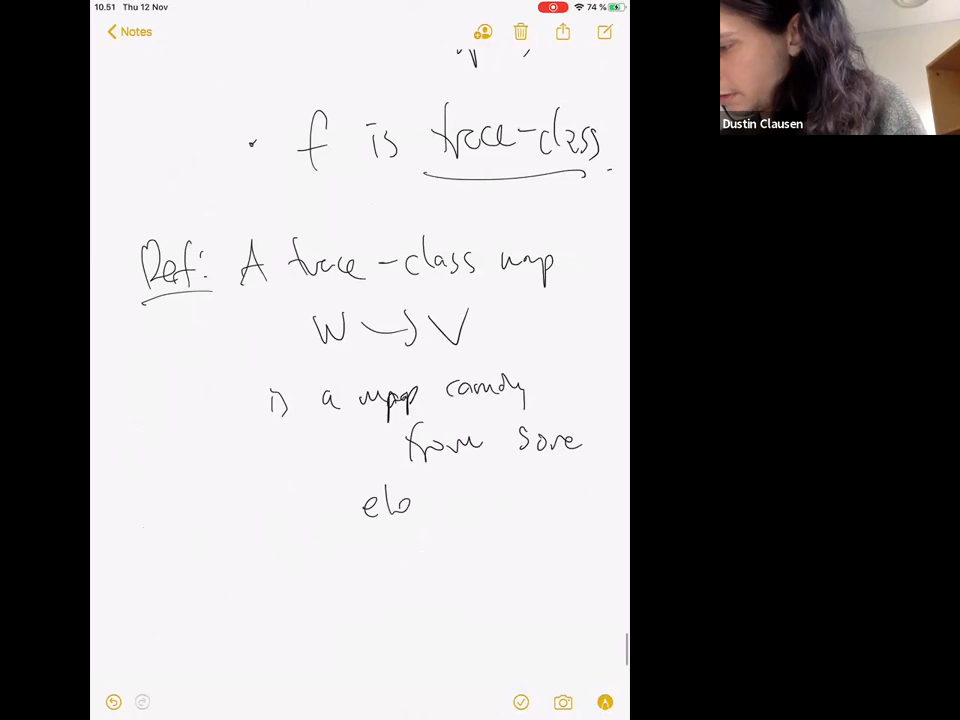 10.51 Thu 12 Nov
74 %
Notes
Dustin Clausen
· f is trace-class.
Def: A trace-class map
W → V
is a map coming
from some
ele